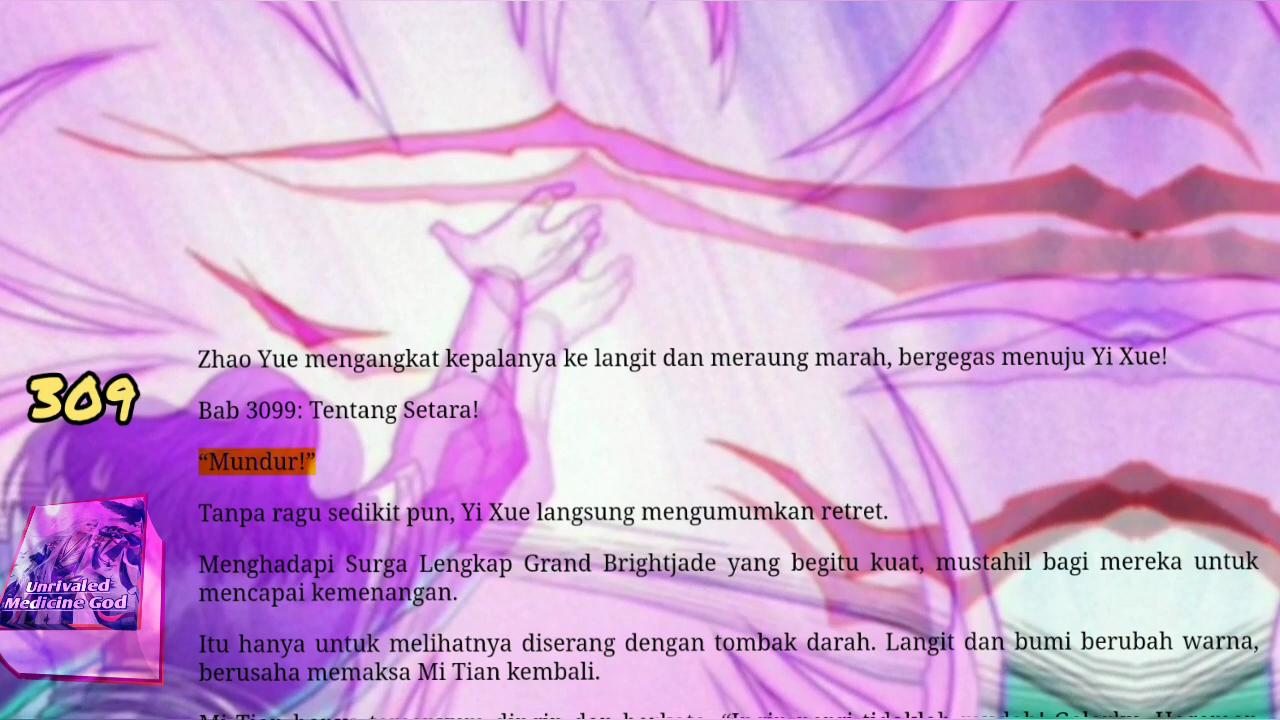 Zhao Yue mengangkat kepalanya ke langit dan meraung marah, bergegas menuju Yi Xue!
309
Bab 3099: Tentang Setara!
“Mundur!”
Tanpa ragu sedikit pun, Yi Xue langsung mengumumkan retret.
Unrivaled
Medicine God
Menghadapi Surga Lengkap Grand Brightjade yang begitu kuat, mustahil bagi mereka untuk
mencapai kemenangan.
Itu hanya untuk melihatnya diserang dengan tombak darah. Langit dan bumi berubah warna,
berusaha memaksa Mi Tian kembali.